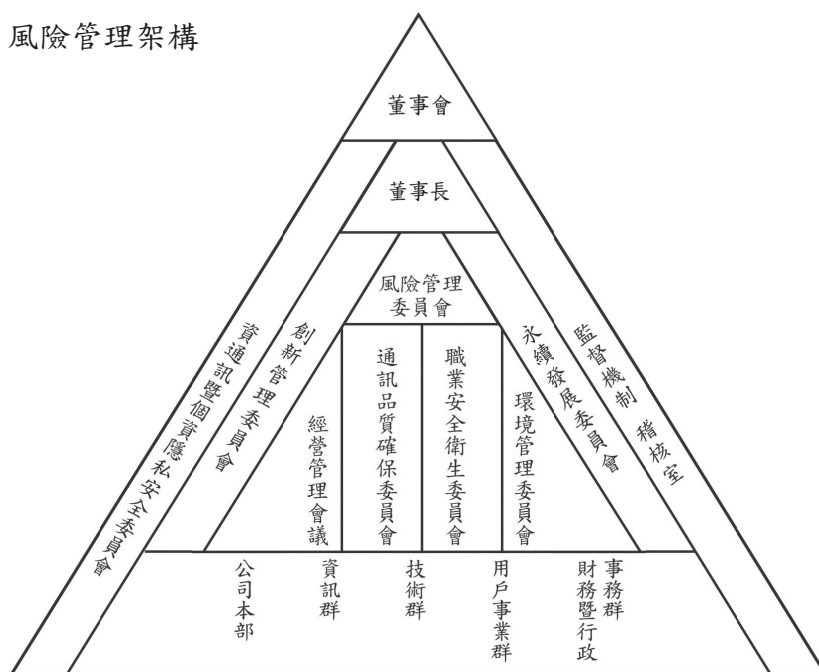 風險管理架構
董事會
董事長
風險管理
委員會
資通訊暨個資隱私安全委員會
創新管理委員會
經營管理會議
通訊品質確保委員會
職業安全衛生委員會
環境管理委員會
永續發展委員會
監督機制 稽核室
公司本部
資訊群
技術群
用戶事業群
財務暨行政
事務群